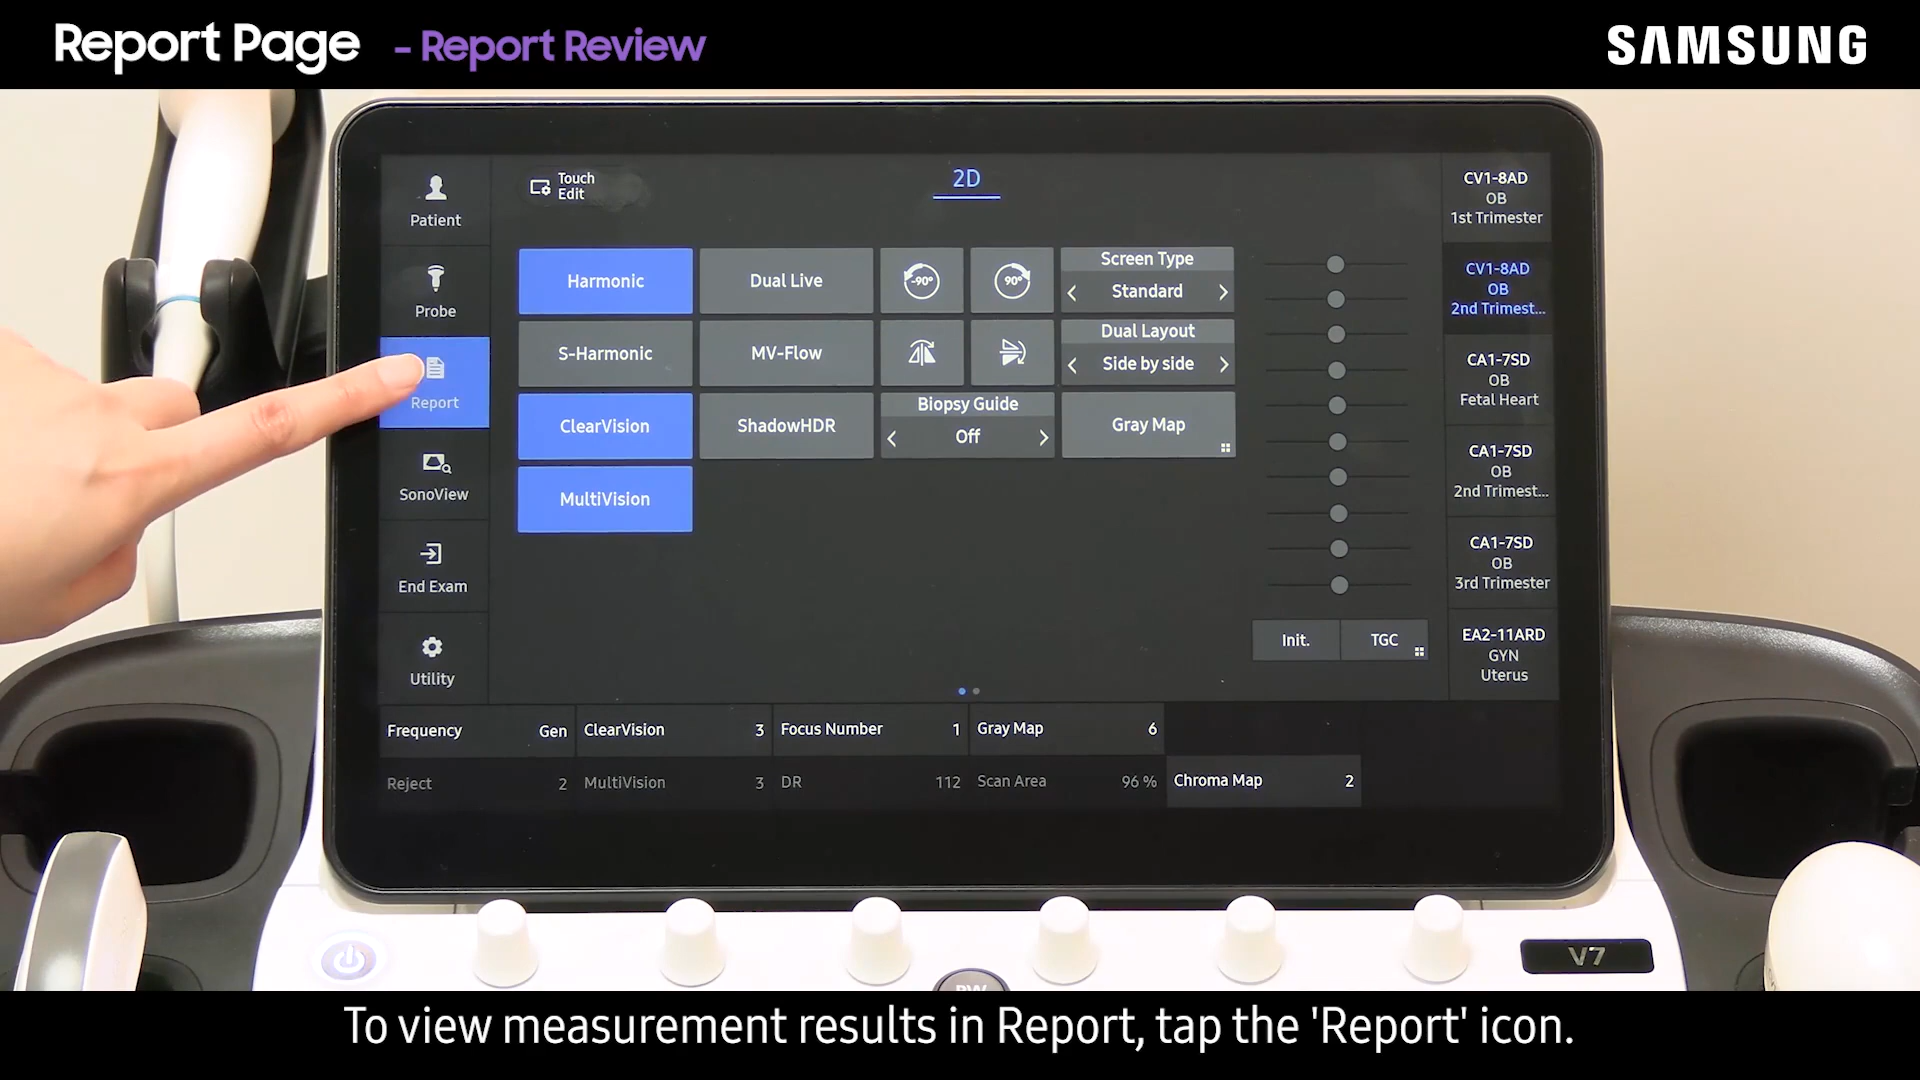 Report Page - Report Review
SAMSUNG
Patient
Probe
Report
SonoView
End Exam
Utility
Touch
Edit
2D
Harmonic
Dual Live
-90°
90°
Screen Type
Standard
S-Harmonic
MV-Flow
Dual Layout
Side by side
ClearVision
ShadowHDR
Biopsy Guide
Off
Gray Map
MultiVision
Init.
TGC
CV1-8AD
OB
1st Trimester
CV1-8AD
OB
2nd Trimest...
CA1-7SD
OB
Fetal Heart
CA1-7SD
OB
2nd Trimest...
CA1-7SD
OB
3rd Trimester
EA2-11ARD
GYN
Uterus
Frequency Gen
ClearVision 3
Focus Number 1
Gray Map 6
Reject 2
MultiVision 3
DR 112
Scan Area 96 %
Chroma Map 2
V7
PW
To view measurement results in Report, tap the 'Report' icon.